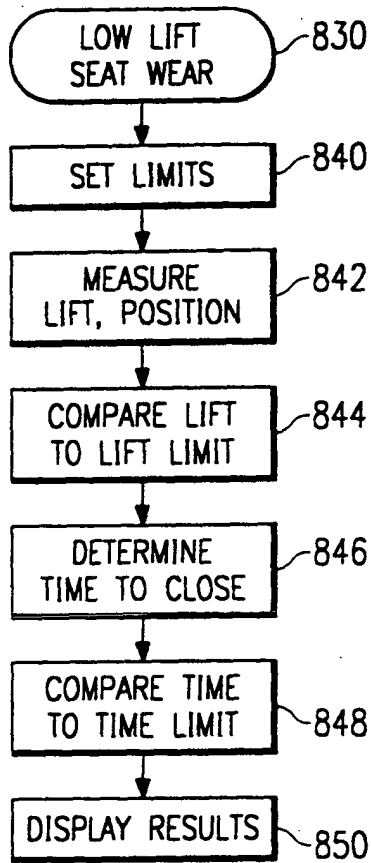 LOW LIFT
SEAT WEAR
830
SET LIMITS
840
MEASURE
LIFT, POSITION
842
COMPARE LIFT
TO LIFT LIMIT
844
DETERMINE
TIME TO CLOSE
846
COMPARE TIME
TO TIME LIMIT
848
DISPLAY RESULTS
850